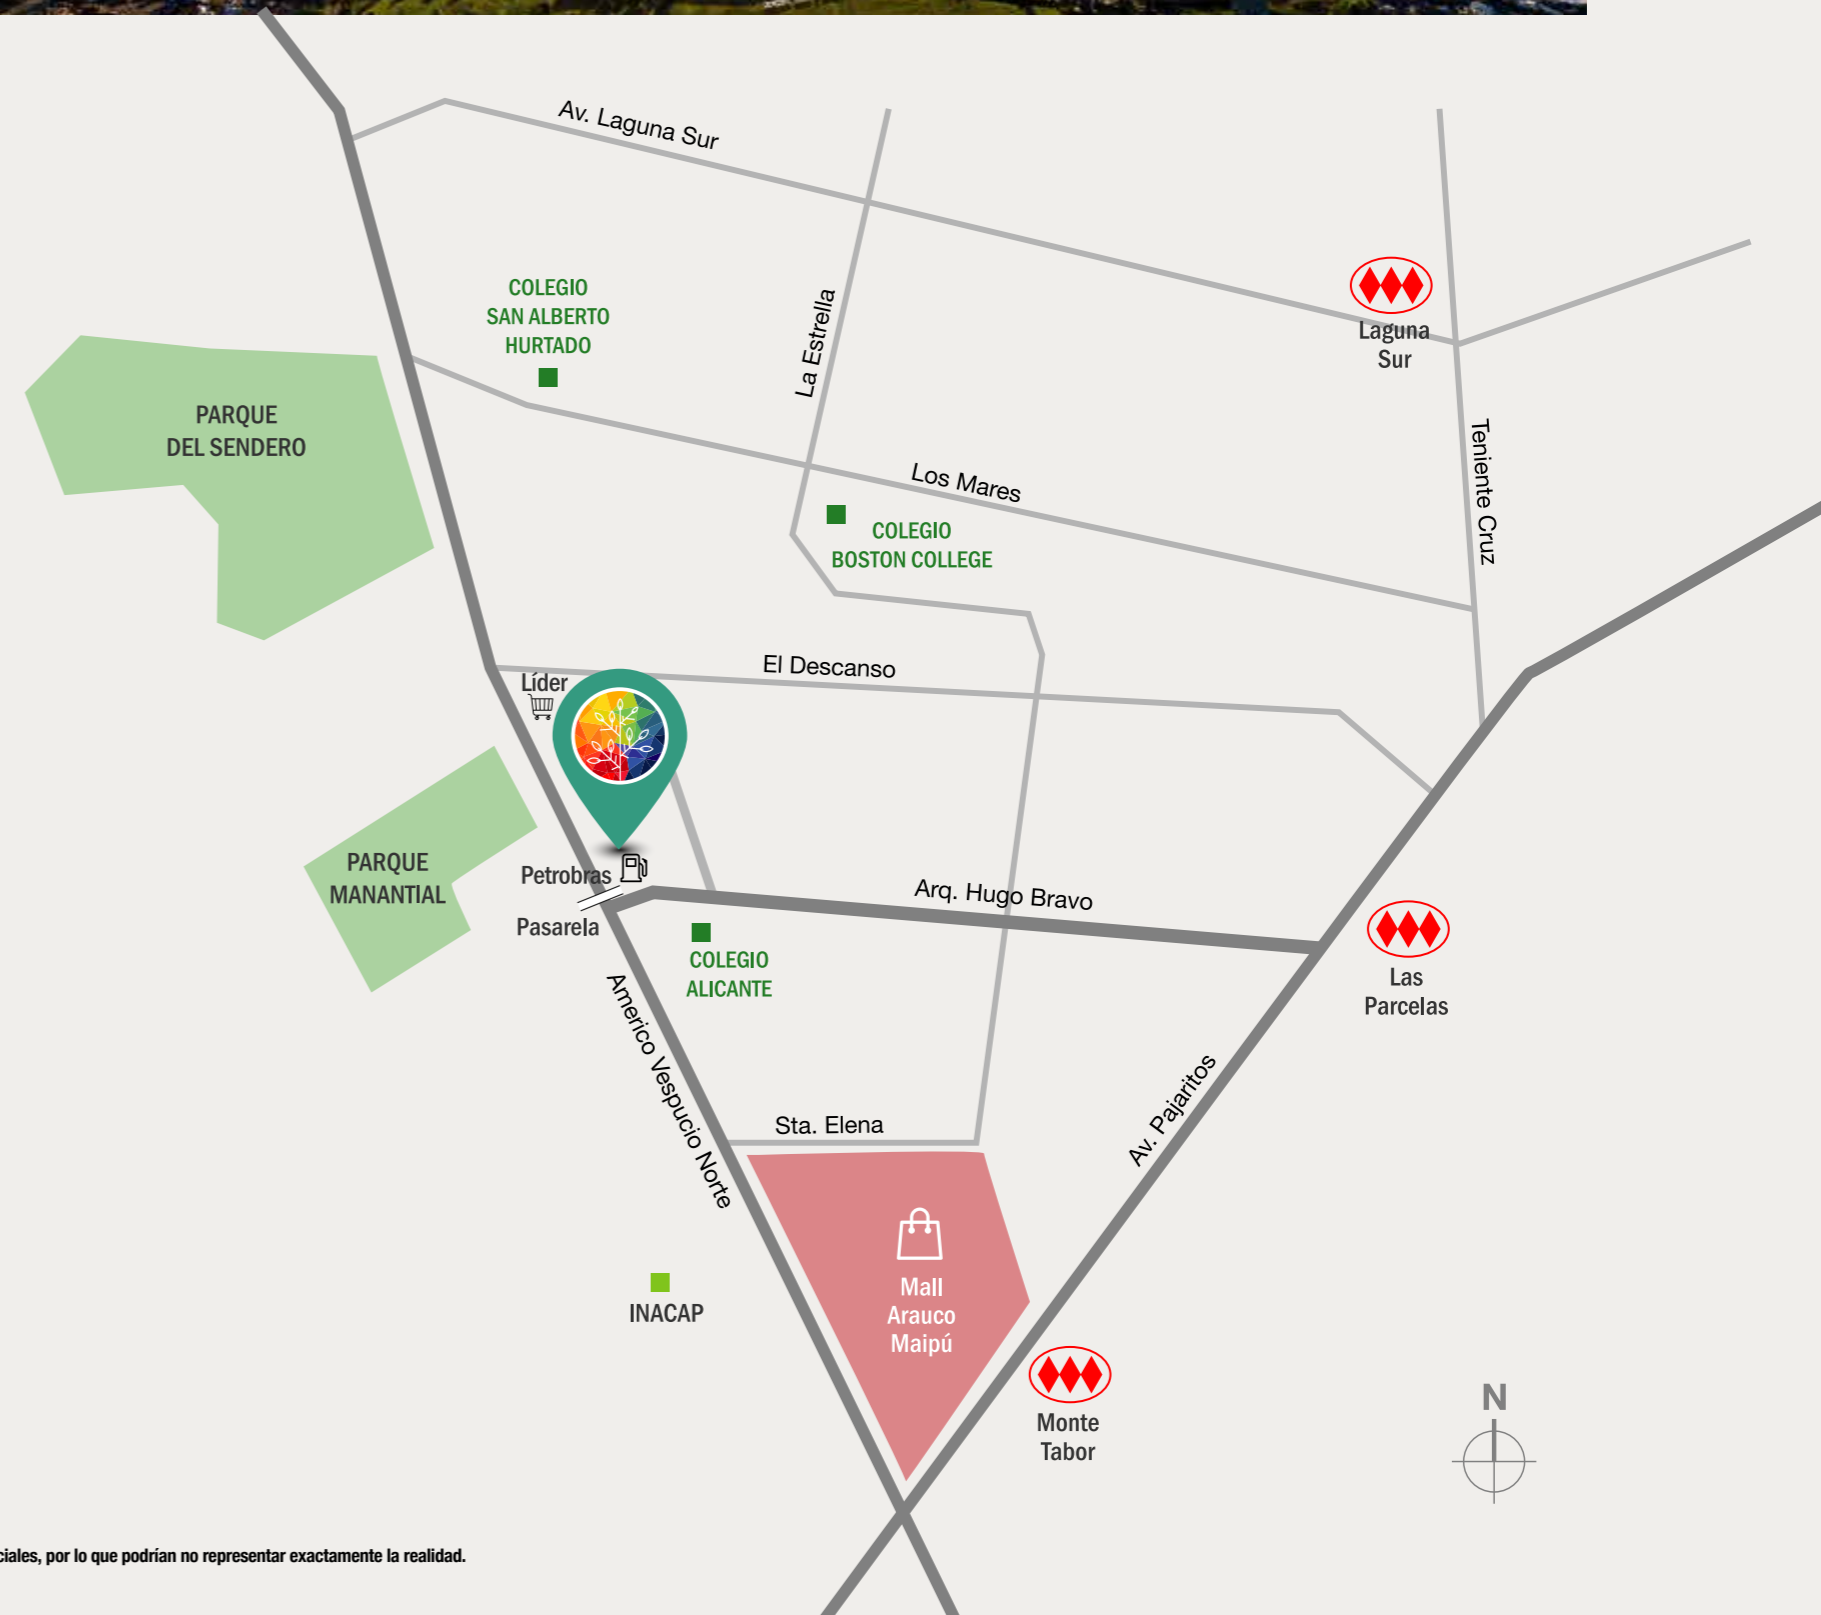 Av. Laguna Sur
COLEGIO
SAN ALBERTO
HURTADO
La Estrella
Laguna
Sur
PARQUE
DEL SENDERO
Los Mares
Teniente Cruz
COLEGIO
BOSTON COLLEGE
El Descanso
Líder
PARQUE
MANANTIAL
Petrobras
Pasarela
Arq. Hugo Bravo
COLEGIO
ALICANTE
Las
Parcelas
Americo Vespucio Norte
Av. Pajaritos
Sta. Elena
Mall
Arauco
Maipú
INACAP
Monte
Tabor
N
ciales, por lo que podrían no representar exactamente la realidad.